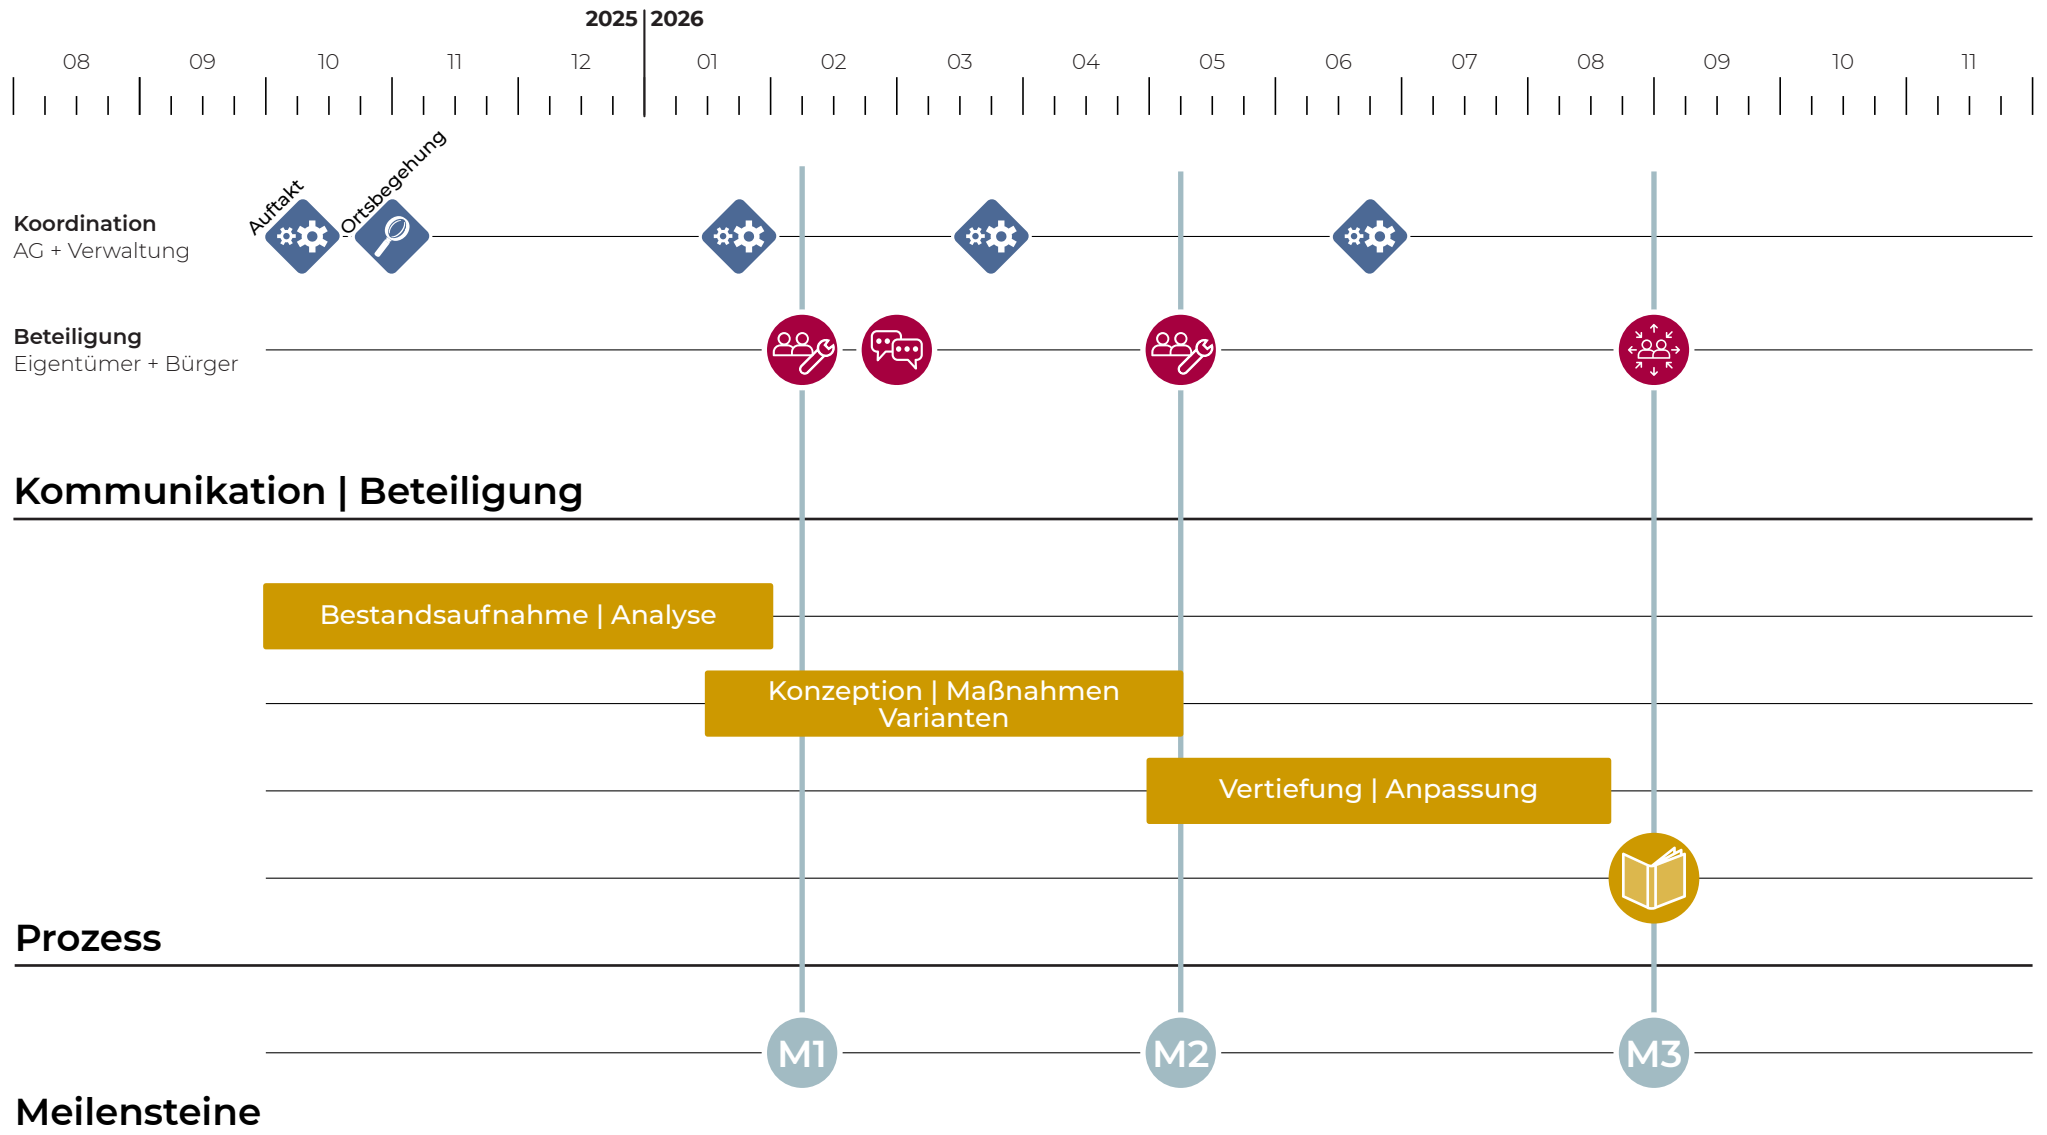 2025 | 2026
08 09 10 11 12 01 02 03 04 05 06 07 08 09 10 11
Auftakt
Ortsbegehung
Koordination
AG + Verwaltung
Beteiligung
Eigentümer + Bürger
Kommunikation | Beteiligung
Bestandsaufnahme | Analyse
Konzeption | Maßnahmen
Varianten
Vertiefung | Anpassung
Prozess
M1 M2 M3
Meilensteine